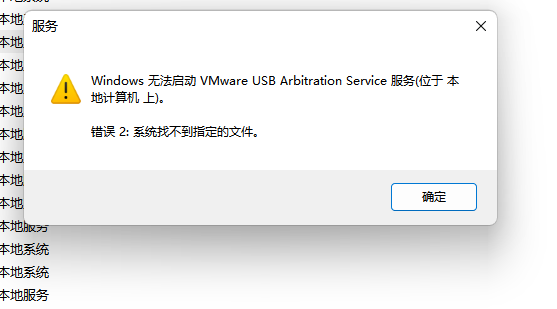 服务
Windows 无法启动 VMware USB Arbitration Service 服务(位于 本
地计算机 上)。
错误 2: 系统找不到指定的文件。
确定
本地
本地
本地
本地
本地
本地
本地
本地
本地
本地服务
本地系统
本地系统
本地服务